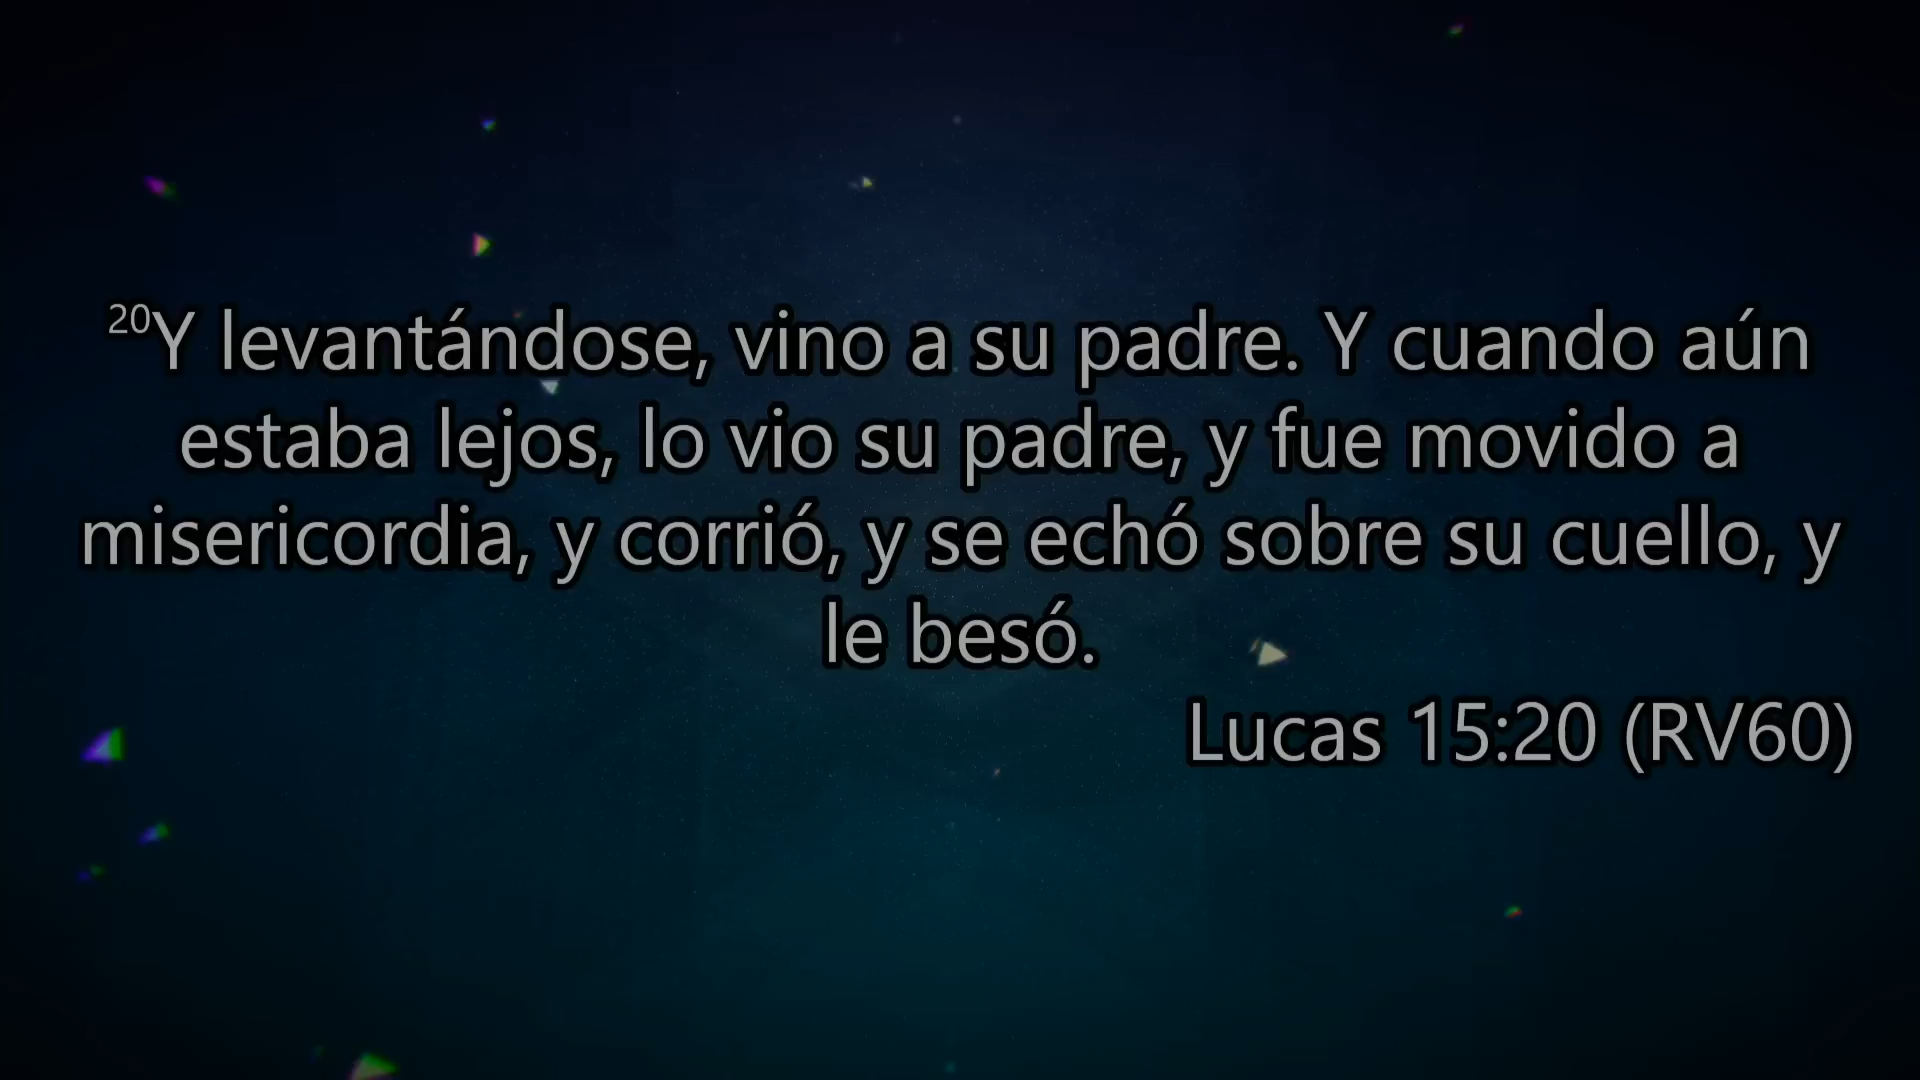 20Y levantándose, vino a su padre. Y cuando aún
estaba lejos, lo vio su padre, y fue movido a
misericordia, y corrió, y se echó sobre su cuello, y
le besó.
Lucas 15:20 (RV60)